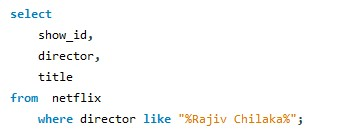 select
show_id,
director,
title
from netflix
where director like "%Rajiv Chilaka%";